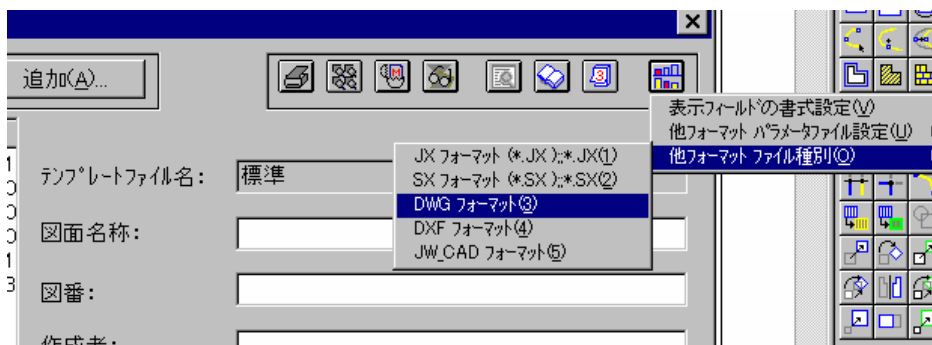 追加(A)...
表示フィールドの書式設定(V)
他フォーマット パラメータファイル設定(U)
他フォーマット ファイル種別(O)
JX フォーマット (*.JX );*.JX(1)
SX フォーマット (*.SX );*.SX(2)
DWG フォーマット(3)
DXF フォーマット(4)
JW_CAD フォーマット(5)
テンプレートファイル名:
標準
図面名称:
図番:
作成者: